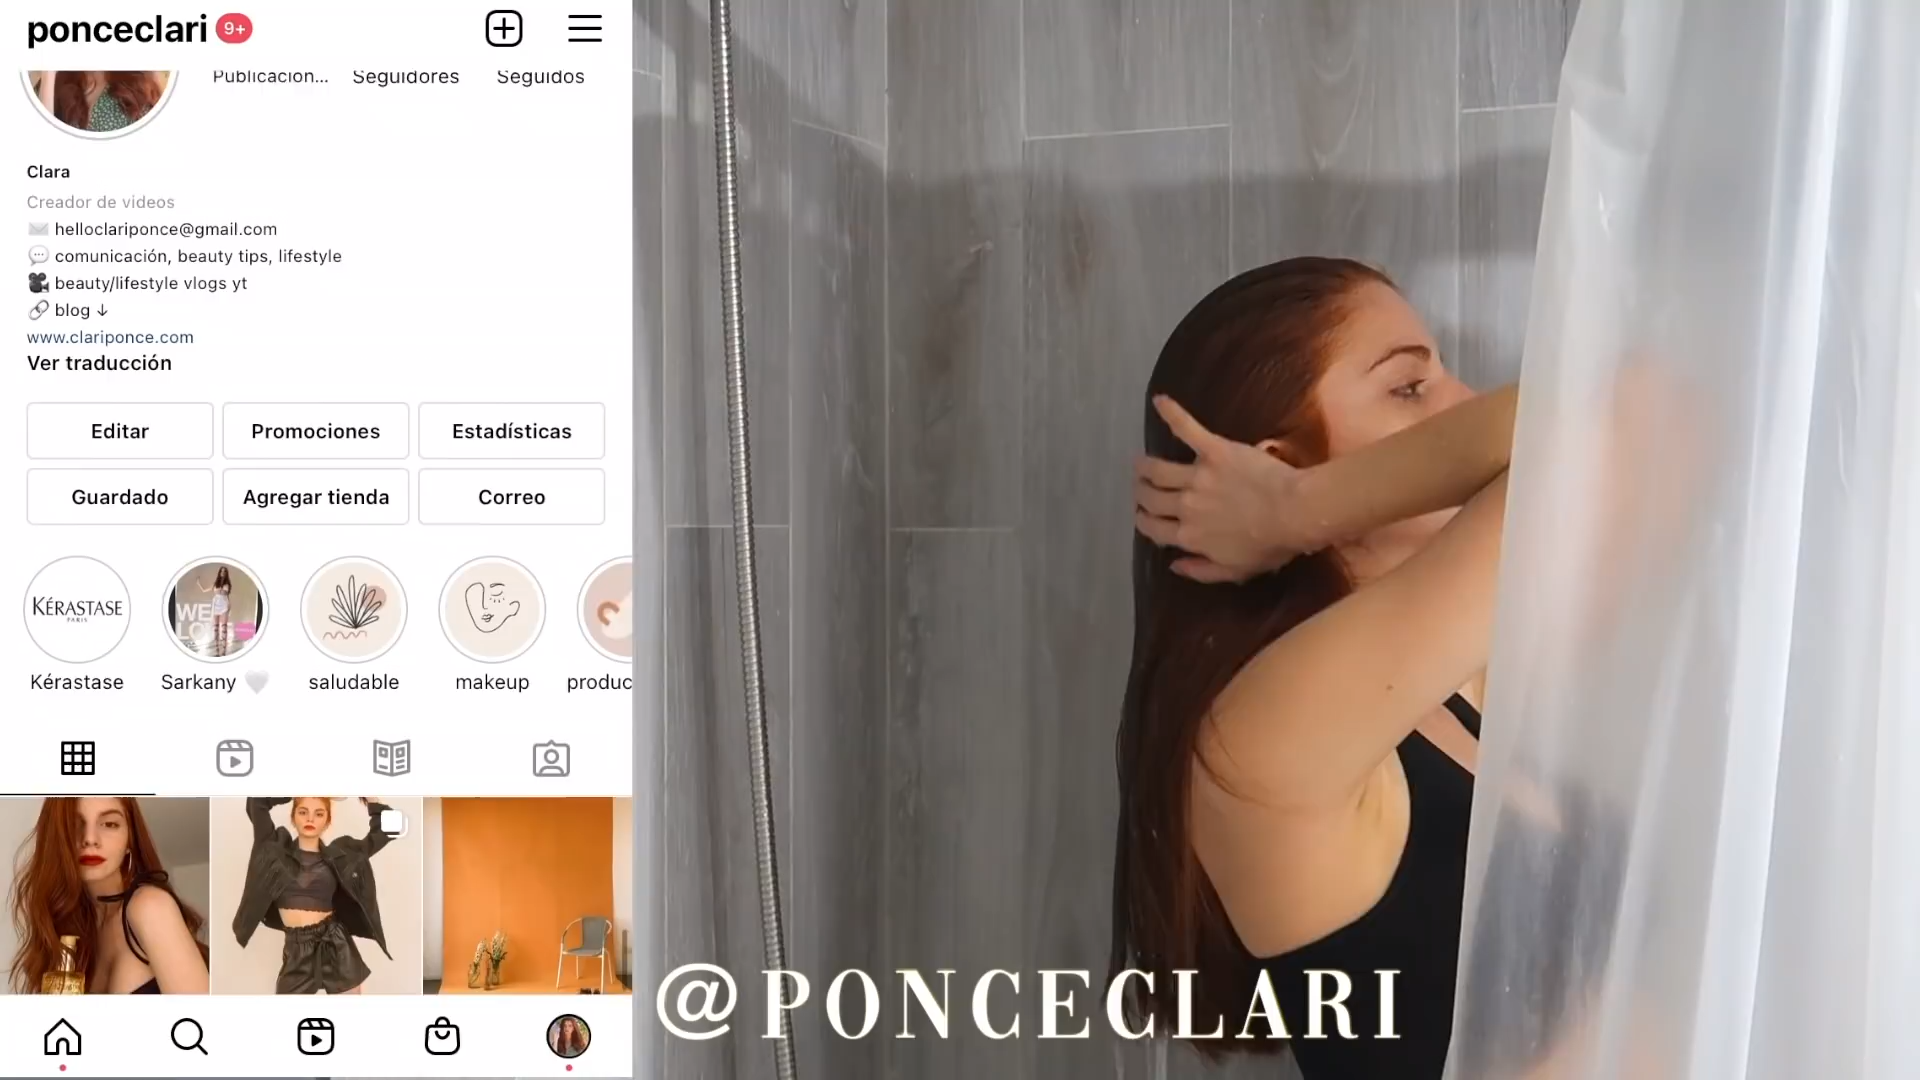 ponceclari 9+
Publicacion... Seguidores Seguidos
Clara
Creador de videos
helloclariponce@gmail.com
comunicación, beauty tips, lifestyle
beauty/lifestyle vlogs yt
blog ↓
www.clariponce.com
Ver traducción
Editar Promociones Estadísticas
Guardado Agregar tienda Correo
KÉRASTASE
PARIS
WE
Kérastase Sarkany 🤍 saludable makeup produc
@PONCECLARI